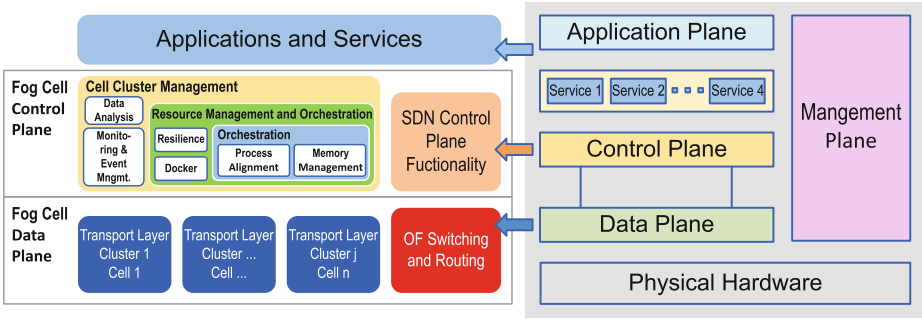 Applications and Services
Fog Cell
Control
Plane
Cell Cluster Management
Data
Analysis
Monito-
ring &
Event
Mngmt.
Resource Management and Orchestration
Resilience
Docker
Orchestration
Process
Alignment
Memory
Management
SDN Control
Plane
Fuctionality
Fog Cell
Data
Plane
Transport Layer
Cluster 1
Cell 1
Transport Layer
Cluster ...
Cell ...
Transport Layer
Cluster j
Cell n
OF Switching
and Routing
Application Plane
Service 1
Service 2
Service 4
Control Plane
Data Plane
Mangement
Plane
Physical Hardware